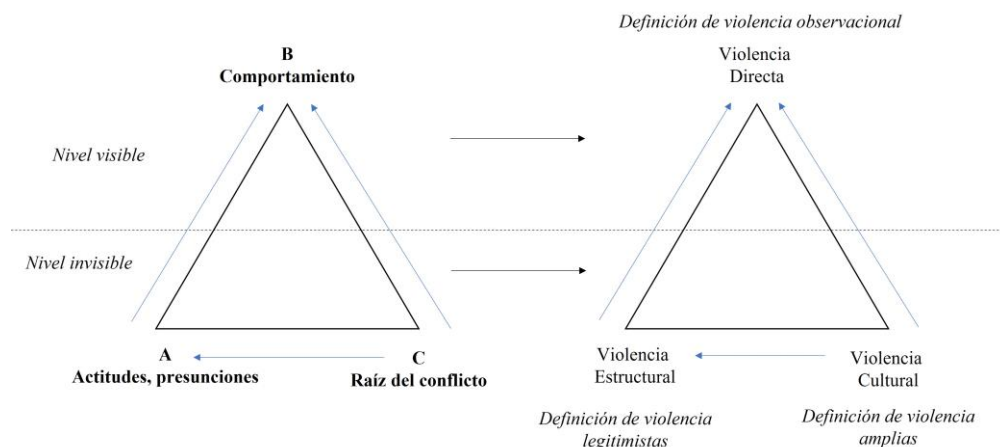 Definición de violencia observacional
B
Comportamiento
Violencia
Directa
Nivel visible
Nivel invisible
A
Actitudes, presunciones
C
Raíz del conflicto
Violencia
Estructural
Violencia
Cultural
Definición de violencia
legitimistas
Definición de violencia
amplias